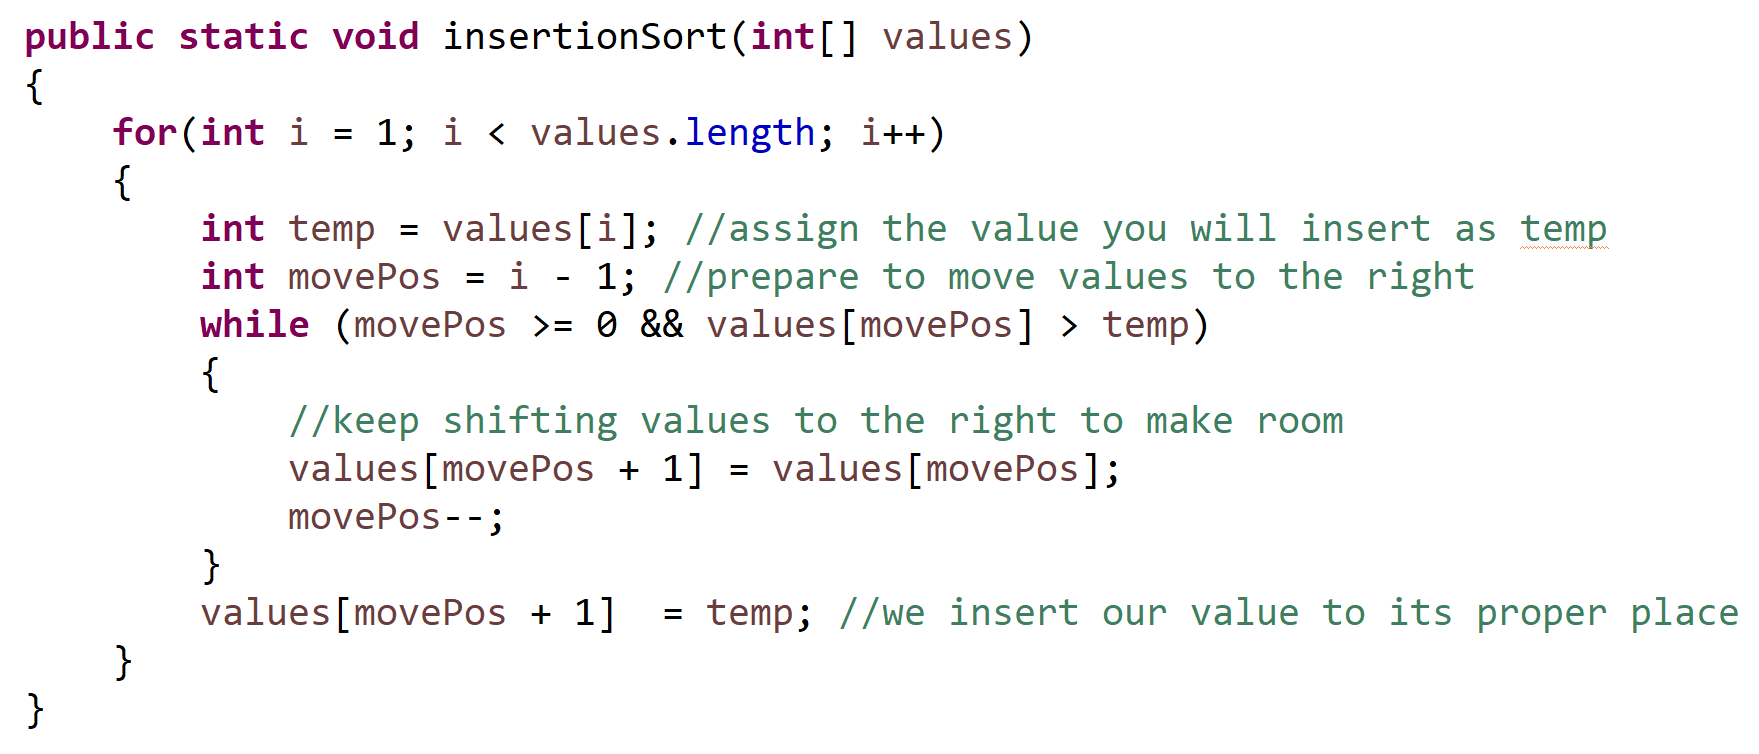 public static void insertionSort(int[] values)
{
    for(int i = 1; i < values.length; i++)
    {
        int temp = values[i]; //assign the value you will insert as temp
        int movePos = i - 1; //prepare to move values to the right
        while (movePos >= 0 && values[movePos] > temp)
        {
            //keep shifting values to the right to make room
            values[movePos + 1] = values[movePos];
            movePos--;
        }
        values[movePos + 1]  = temp; //we insert our value to its proper place
    }
}